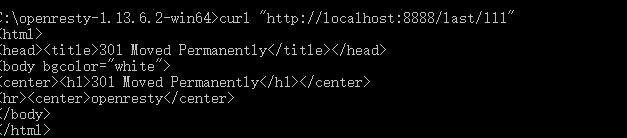 C:\openresty-1.13.6.2-win64>curl "http://localhost:8888/last/111"
<html>
<head><title>301 Moved Permanently</title></head>
<body bgcolor="white">
<center><h1>301 Moved Permanently</h1></center>
<hr><center>openresty</center>
</body>
</html>